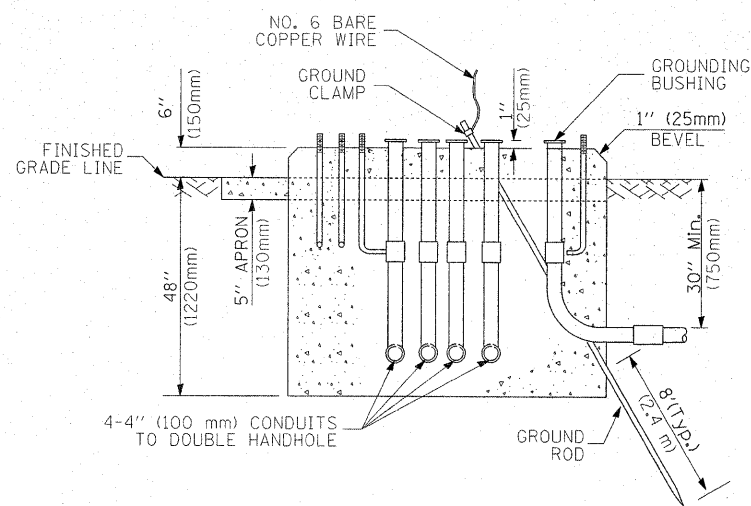 NO. 6 BARE
COPPER WIRE
GROUND
CLAMP
GROUNDING
BUSHING
6"
(150mm)
1"
(25mm)
1" (25mm)
BEVEL
FINISHED
GRADE LINE
48"
(1220mm)
5" APRON
(130mm)
30" Min.
(750mm)
4-4" (100 mm) CONDUITS
TO DOUBLE HANDHOLE
GROUND
ROD
8'(Typ.)
(2.4 m)